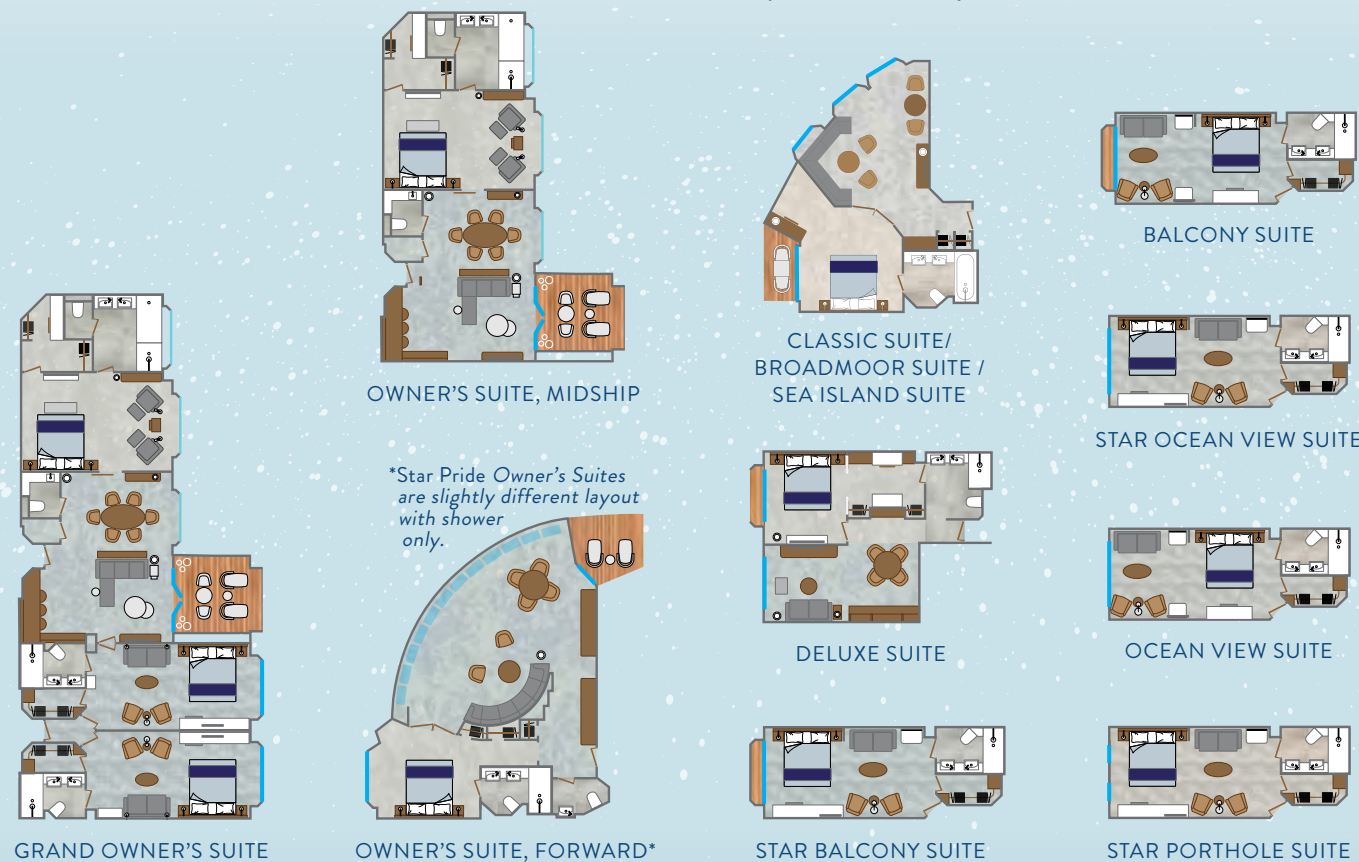 BALCONY SUITE
CLASSIC SUITE/
BROADMOOR SUITE /
SEA ISLAND SUITE
OWNER'S SUITE, MIDSHIP
STAR OCEAN VIEW SUITE
*Star Pride Owner's Suites
are slightly different layout
with shower
only.
DELUXE SUITE
OCEAN VIEW SUITE
GRAND OWNER'S SUITE
OWNER'S SUITE, FORWARD*
STAR BALCONY SUITE
STAR PORTHOLE SUITE